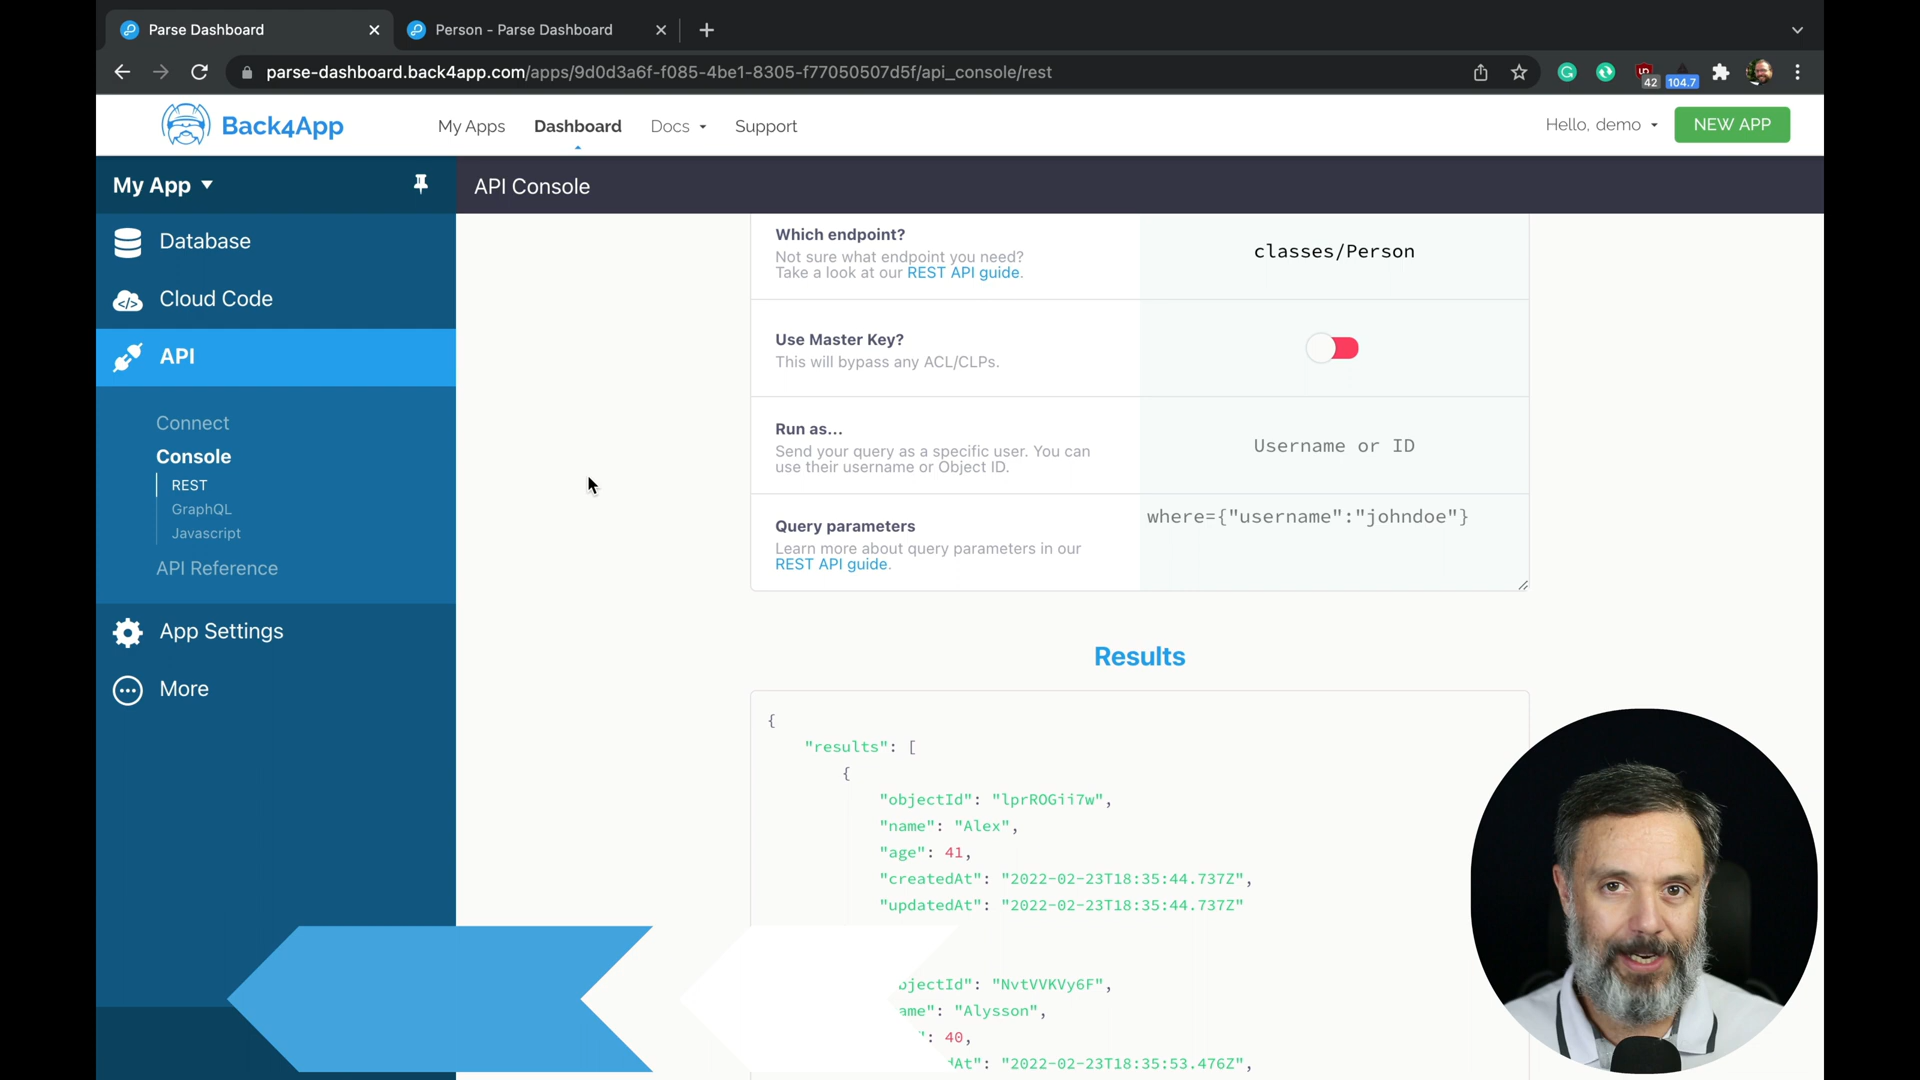 Parse Dashboard
Person - Parse Dashboard
parse-dashboard.back4app.com/apps/9d0d3a6f-f085-4be1-8305-f77050507d5f/api_console/rest
42
104.7
Back4App
My Apps
Dashboard
Docs
Support
Hello, demo
NEW APP
My App
API Console
Database
Cloud Code
API
Connect
Console
REST
GraphQL
Javascript
API Reference
App Settings
More
Which endpoint?
Not sure what endpoint you need?
Take a look at our REST API guide.
classes/Person
Use Master Key?
This will bypass any ACL/CLPs.
Run as...
Send your query as a specific user. You can
use their username or Object ID.
Username or ID
Query parameters
Learn more about query parameters in our
REST API guide.
where={"username":"johndoe"}
Results
{
"results": [
{
"objectId": "lprROGii7w",
"name": "Alex",
"age": 41,
"createdAt": "2022-02-23T18:35:44.737Z",
"updatedAt": "2022-02-23T18:35:44.737Z"
bjectId": "NvtVVKVy6F",
ame": "Alysson",
": 40,
dAt": "2022-02-23T18:35:53.476Z",